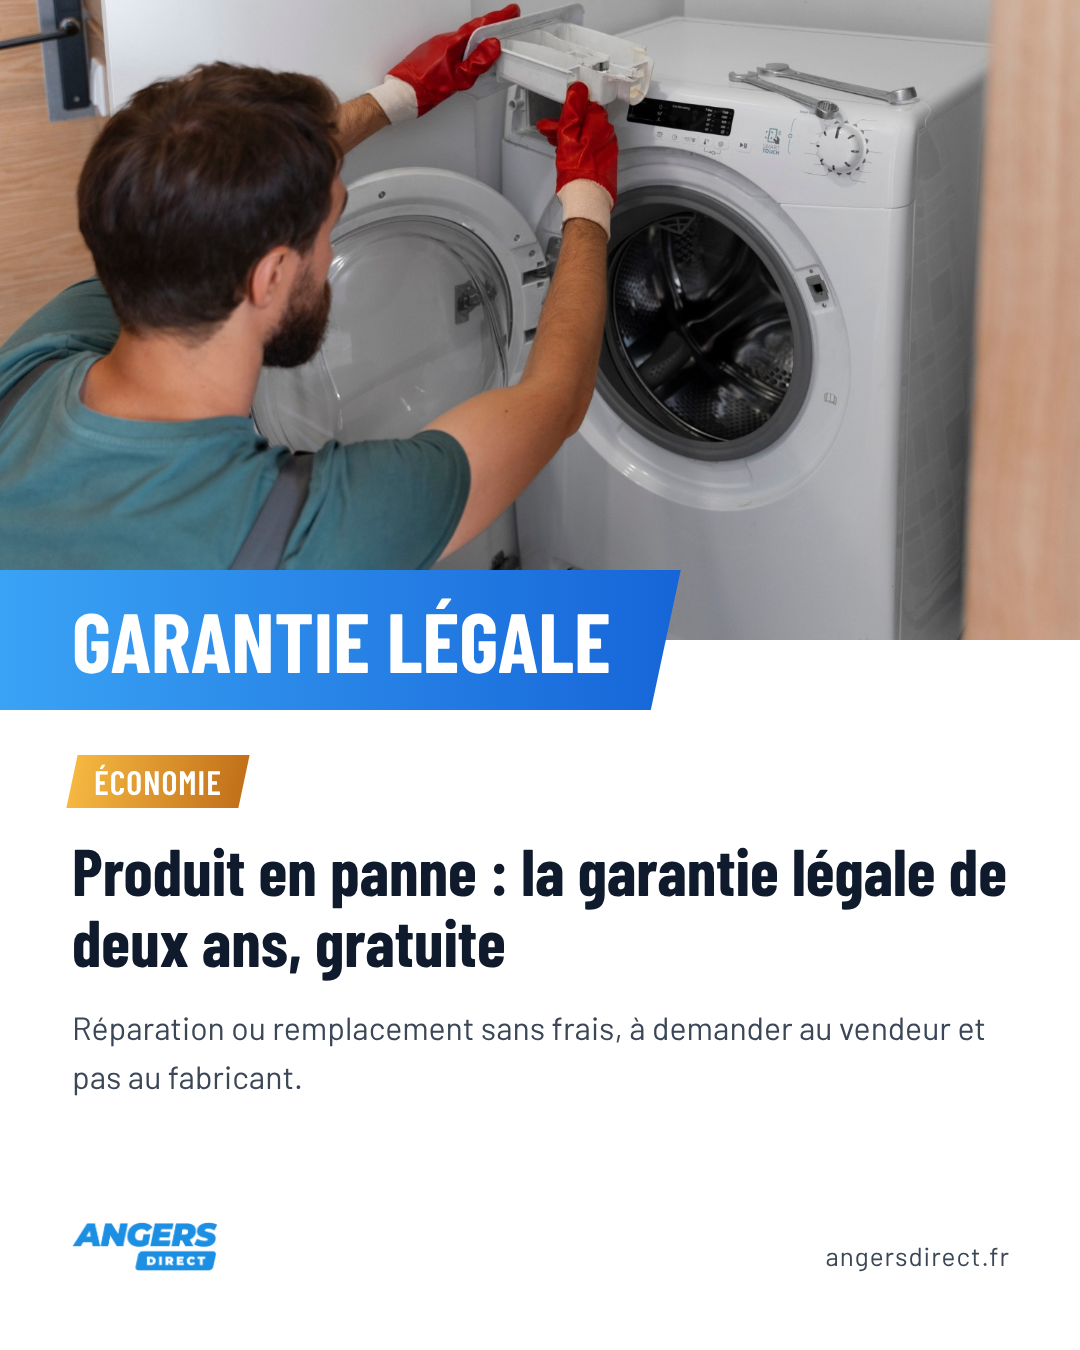 GARANTIE LÉGALE
ÉCONOMIE
Produit en panne : la garantie légale de
deux ans, gratuite
Réparation ou remplacement sans frais, à demander au vendeur et
pas au fabricant.
ANGERS
DIRECT
angersdirect.fr